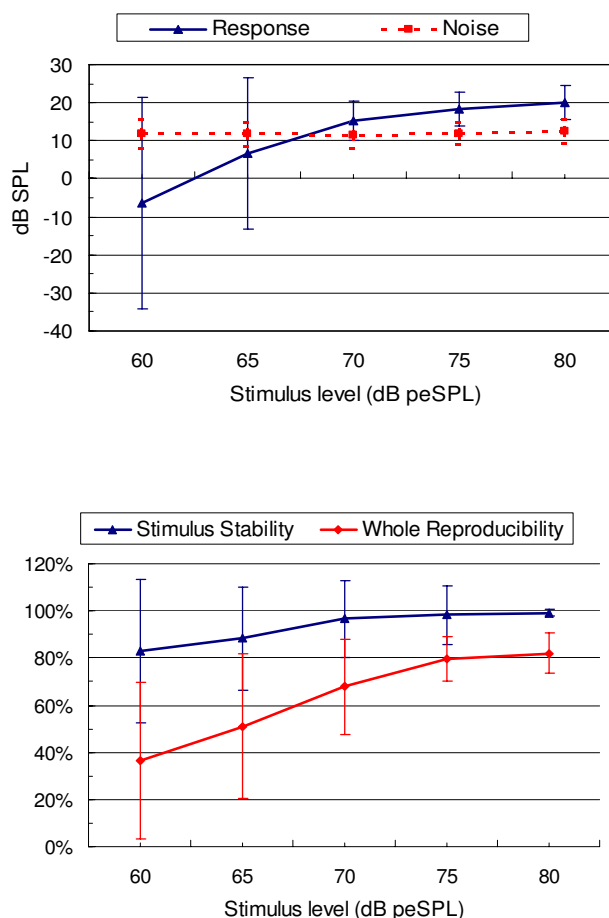 Response Noise
30
20
10
0
-10
-20
-30
-40
dB SPL
60 65 70 75 80
Stimulus level (dB peSPL)
Stimulus Stability Whole Reproducibility
120%
100%
80%
60%
40%
20%
0%
60 65 70 75 80
Stimulus level (dB peSPL)